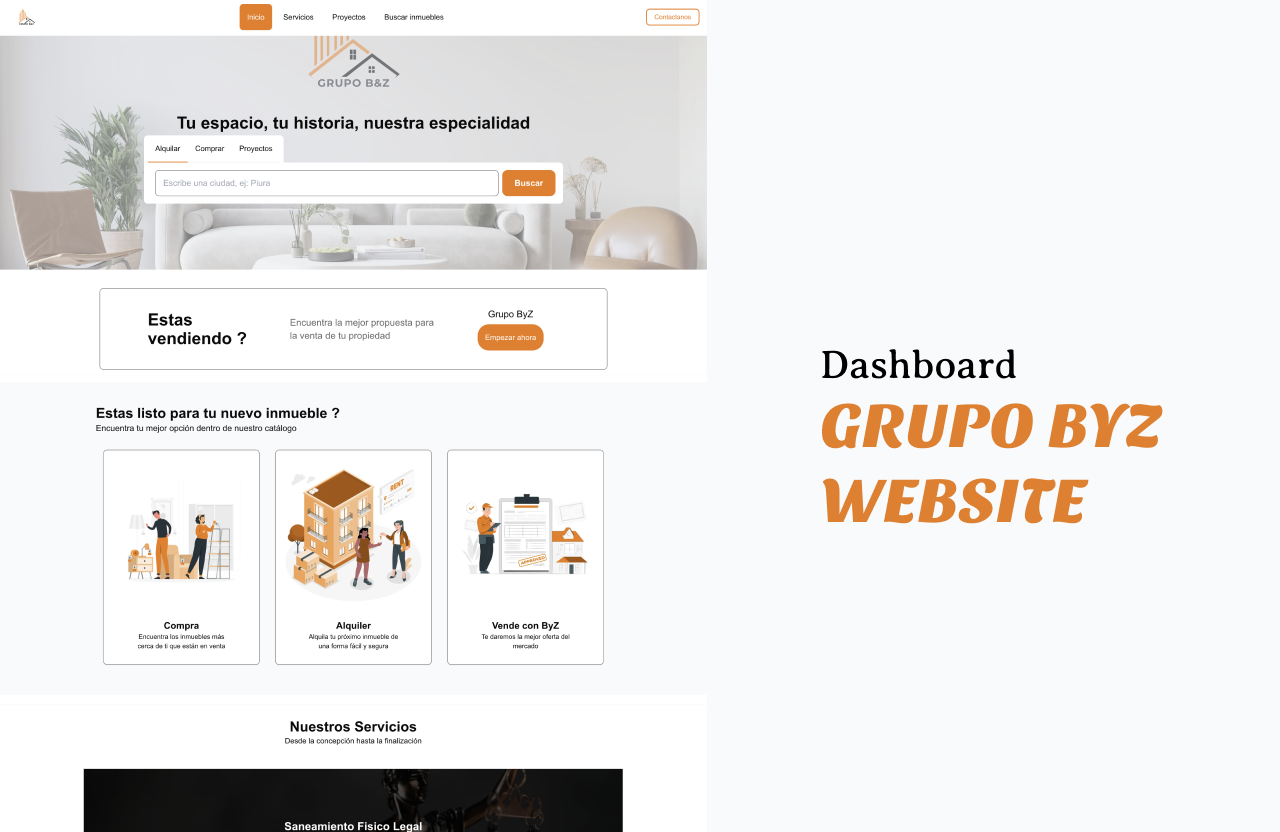 GRUPO B&Z
Inicio
Servicios
Proyectos
Buscar inmuebles
Contactanos
GRUPO B&Z
Tu espacio, tu historia, nuestra especialidad
Alquilar
Comprar
Proyectos
Escribe una ciudad, ej: Piura
Buscar
Estas
vendiendo ?
Encuentra la mejor propuesta para
la venta de tu propiedad
Grupo ByZ
Empezar ahora
Estas listo para tu nuevo inmueble ?
Encuentra tu mejor opción dentro de nuestro catálogo
RENT
APPROVED
Compra
Encuentra los inmuebles más
cerca de ti que están en venta
Alquiler
Alquila tu próximo inmueble de
una forma fácil y segura
Vende con ByZ
Te daremos la mejor oferta del
mercado
Nuestros Servicios
Desde la concepción hasta la finalización
Saneamiento Fisico Legal
Dashboard
GRUPO BYZ
WEBSITE